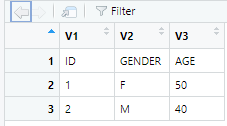 Filter
V1 V2 V3
1 ID GENDER AGE
2 1 F 50
3 2 M 40